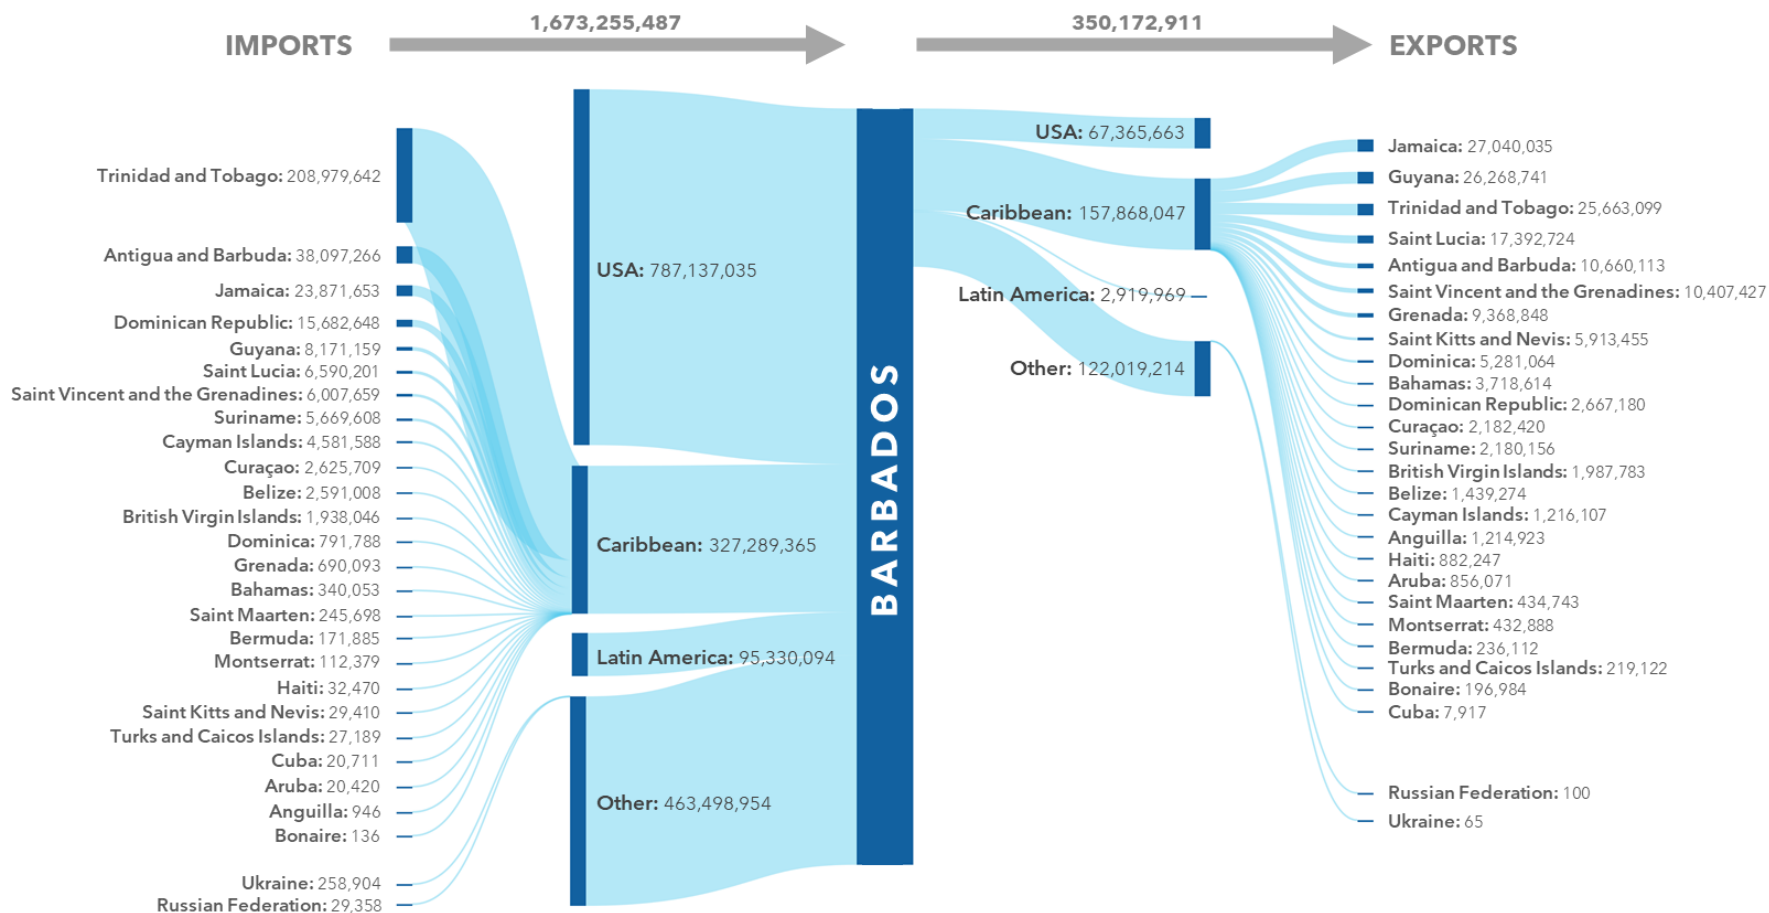 1,673,255,487
350,172,911
IMPORTS
EXPORTS
Trinidad and Tobago: 208,979,642
Antigua and Barbuda: 38,097,266
Jamaica: 23,871,653
Dominican Republic: 15,682,648
Guyana: 8,171,159
Saint Lucia: 6,590,201
Saint Vincent and the Grenadines: 6,007,659
Suriname: 5,669,608
Cayman Islands: 4,581,588
Curaçao: 2,625,709
Belize: 2,591,008
British Virgin Islands: 1,938,046
Dominica: 791,788
Grenada: 690,093
Bahamas: 340,053
Saint Maarten: 245,698
Bermuda: 171,885
Montserrat: 112,379
Haiti: 32,470
Saint Kitts and Nevis: 29,410
Turks and Caicos Islands: 27,189
Cuba: 20,711
Aruba: 20,420
Anguilla: 946
Bonaire: 136
Ukraine: 258,904
Russian Federation: 29,358
USA: 787,137,035
Caribbean: 327,289,365
Latin America: 95,330,094
Other: 463,498,954
BARBADOS
USA: 67,365,663
Caribbean: 157,868,047
Latin America: 2,919,969
Other: 122,019,214
Jamaica: 27,040,035
Guyana: 26,268,741
Trinidad and Tobago: 25,663,099
Saint Lucia: 17,392,724
Antigua and Barbuda: 10,660,113
Saint Vincent and the Grenadines: 10,407,427
Grenada: 9,368,848
Saint Kitts and Nevis: 5,913,455
Dominica: 5,281,064
Bahamas: 3,718,614
Dominican Republic: 2,667,180
Curaçao: 2,182,420
Suriname: 2,180,156
British Virgin Islands: 1,987,783
Belize: 1,439,274
Cayman Islands: 1,216,107
Anguilla: 1,214,923
Haiti: 882,247
Aruba: 856,071
Saint Maarten: 434,743
Montserrat: 432,888
Bermuda: 236,112
Turks and Caicos Islands: 219,122
Bonaire: 196,984
Cuba: 7,917
Russian Federation: 100
Ukraine: 65